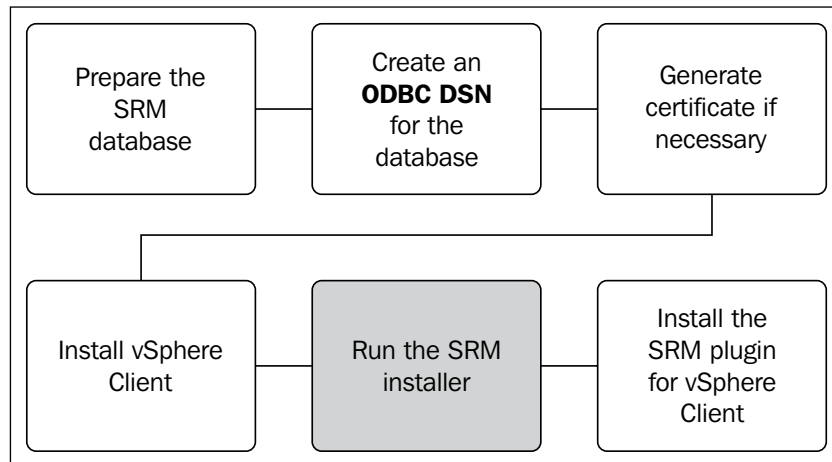 Prepare the
SRM
database
Create an
ODBC DSN
for the
database
Generate
certificate if
necessary
Install vSphere
Client
Run the SRM
installer
Install the
SRM plugin
for vSphere
Client